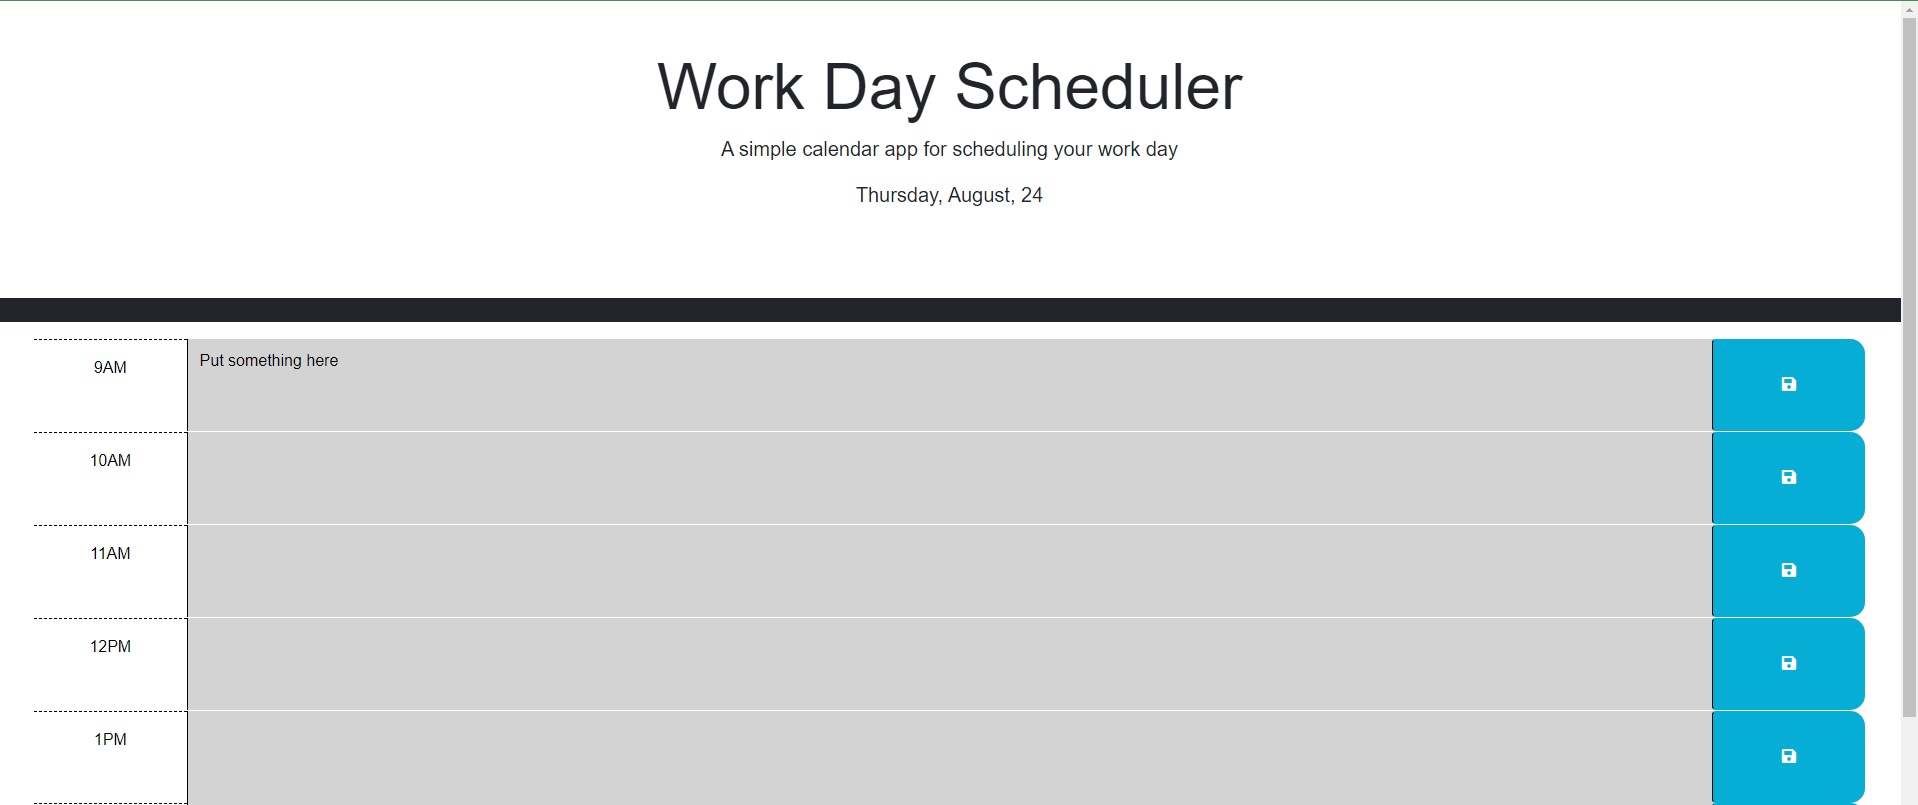 Work Day Scheduler
A simple calendar app for scheduling your work day
Thursday, August, 24
9AM
Put something here
10AM
11AM
12PM
1PM